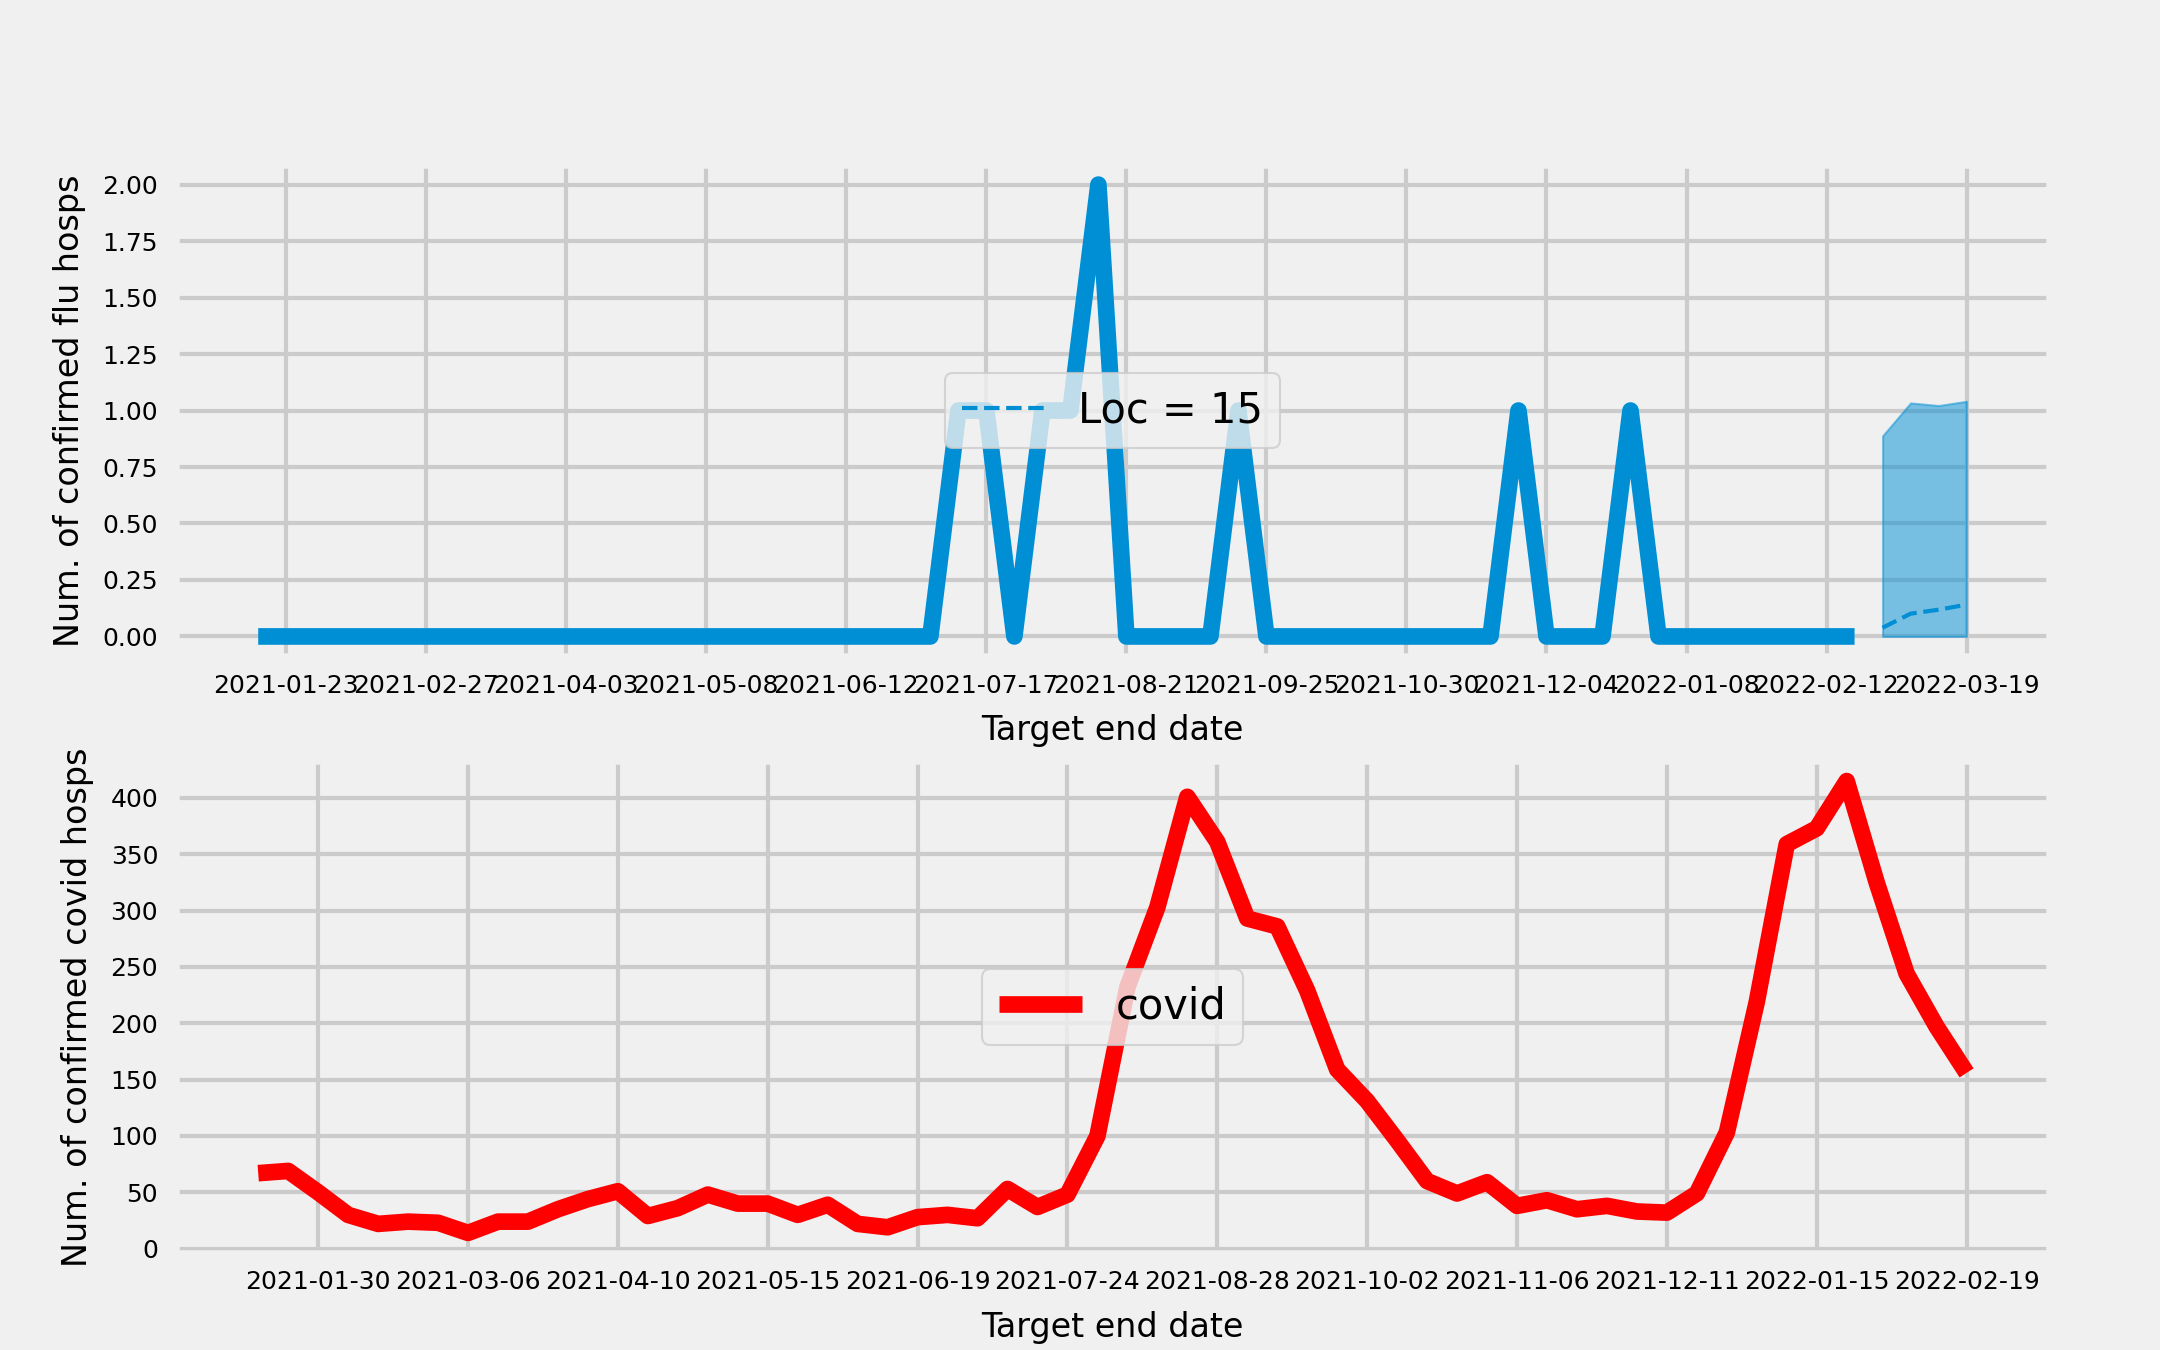 Num. of confirmed flu hosps
2.00
1.75
1.50
1.25
1.00
0.75
0.50
0.25
0.00
Loc = 15
2021-01-23 2021-02-27 2021-04-03 2021-05-08 2021-06-12 2021-07-17 2021-08-21 2021-09-25 2021-10-30 2021-12-04 2022-01-08 2022-02-12 2022-03-19
Target end date
Num. of confirmed covid hosps
400
350
300
250
200
150
100
50
0
covid
2021-01-30 2021-03-06 2021-04-10 2021-05-15 2021-06-19 2021-07-24 2021-08-28 2021-10-02 2021-11-06 2021-12-11 2022-01-15 2022-02-19
Target end date